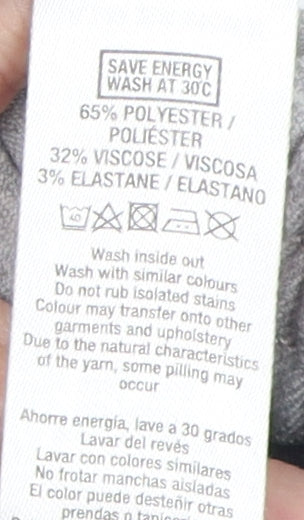 SAVE ENERGY
WASH AT 30°C
65% POLYESTER /
POLIÉSTER
32% VISCOSE / VISCOSA
3% ELASTANE / ELASTANO
40
Wash inside out
Wash with similar colours
Do not rub isolated stains
Colour may transfer onto other
garments and upholstery
Due to the natural characteristics
of the yarn, some pilling may
occur
Ahorre energía, lave a 30 grados
Lavar del revés
Lavar con colores similares
No frotar manchas aisladas
El color puede desteñir otras
prendas o